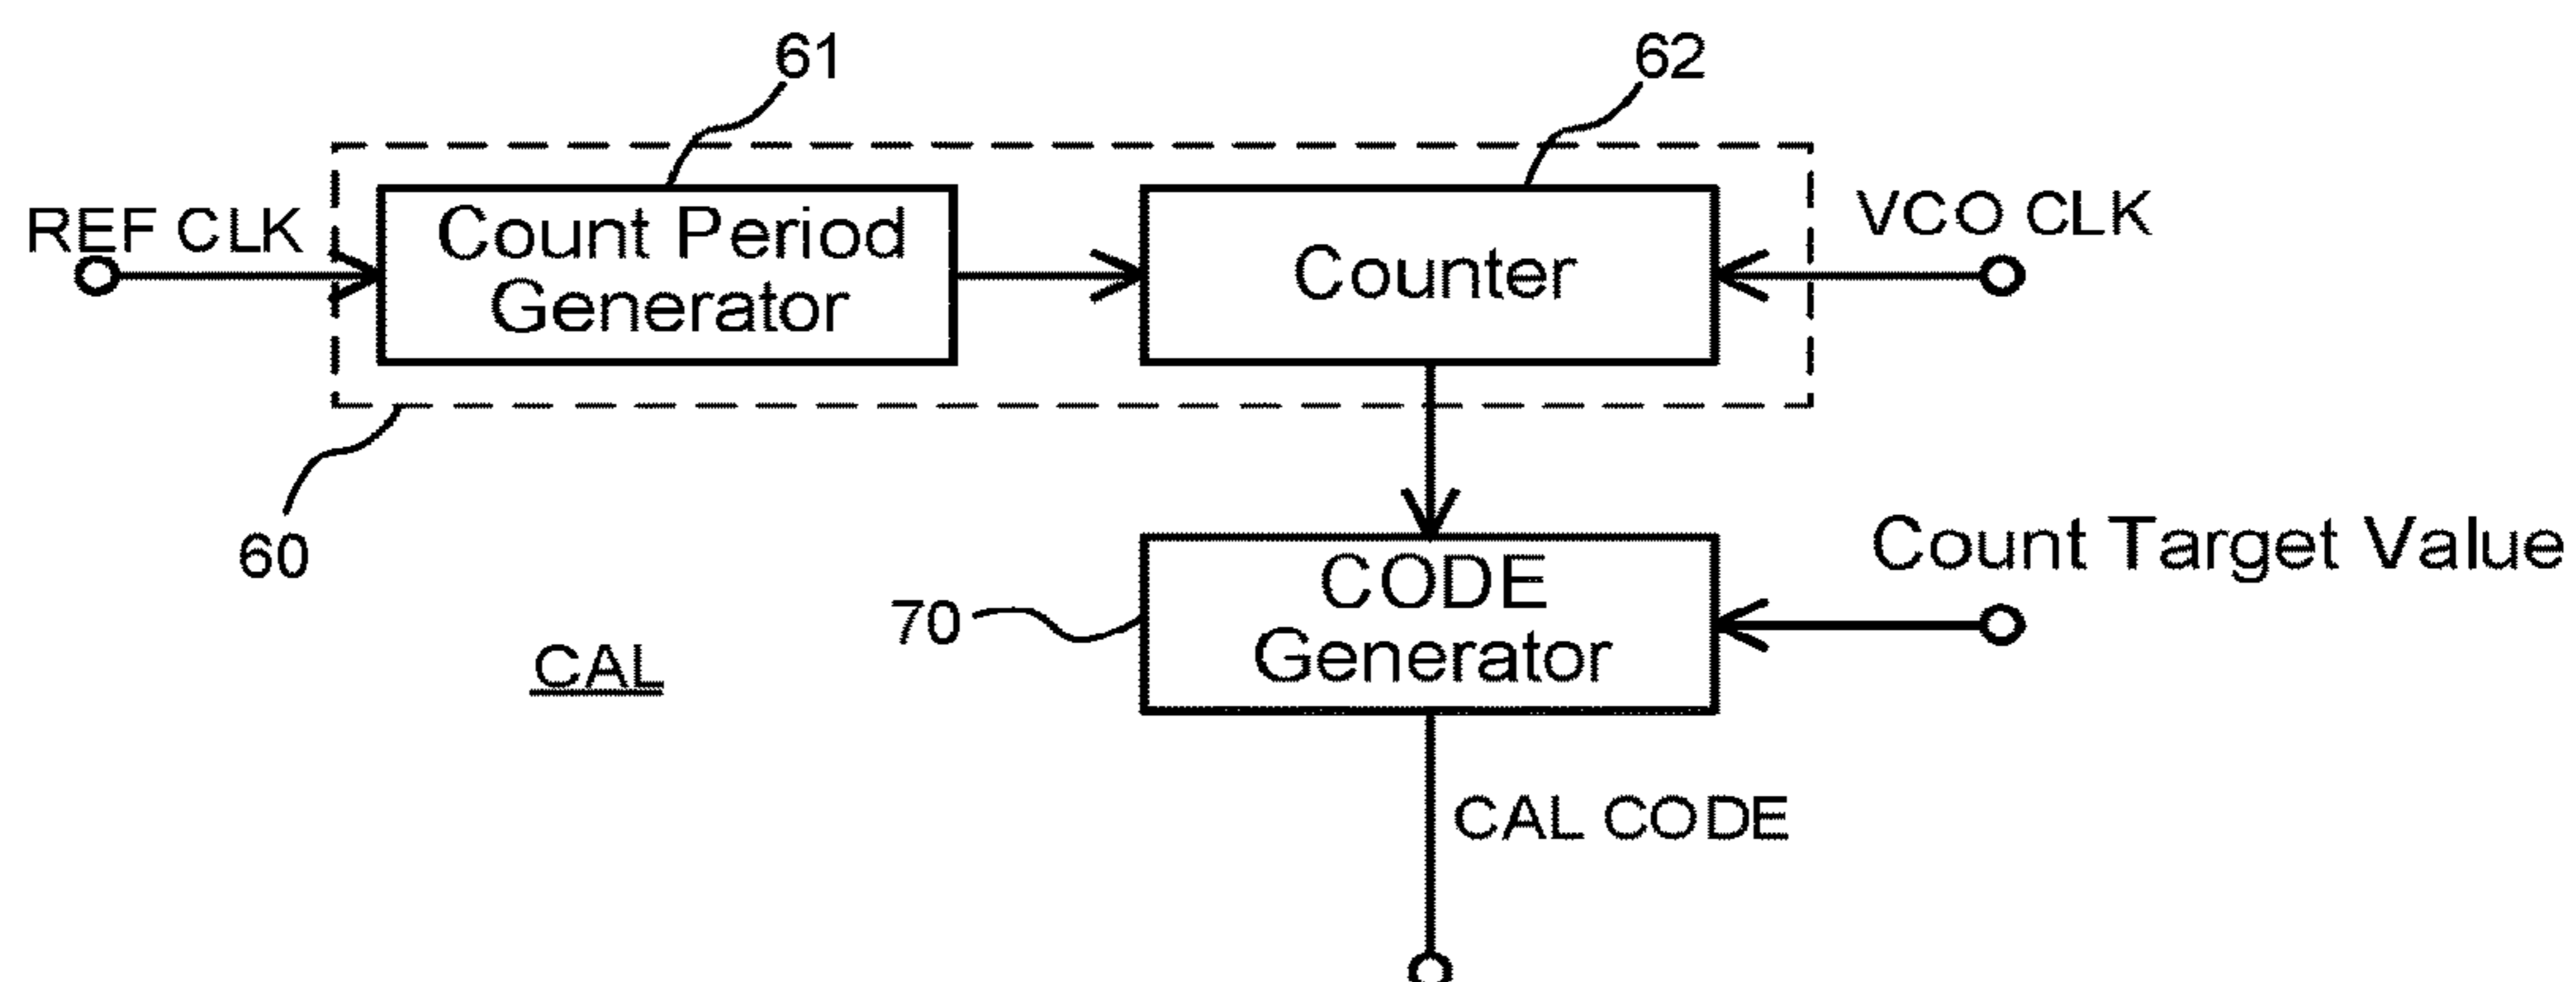 61
62
REF CLK
Count Period
Generator
Counter
VCO CLK
60
70
CODE
Generator
Count Target Value
CAL
CAL CODE